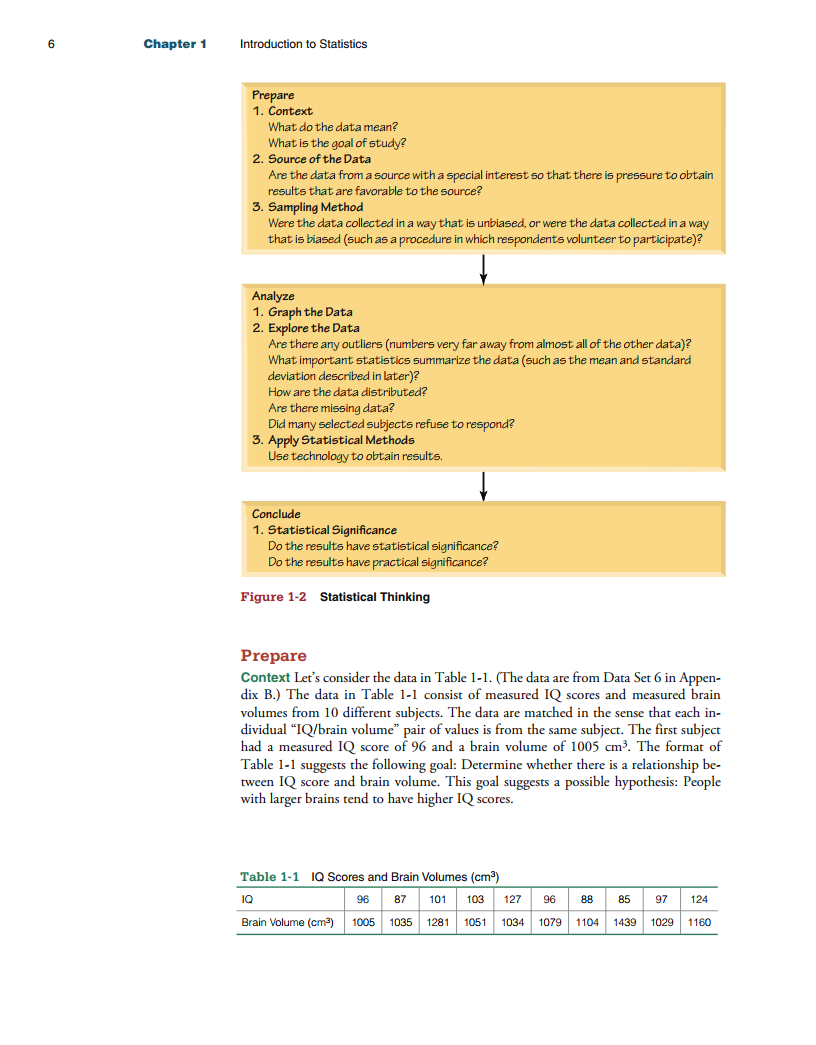 6 Chapter 1 Introduction to Statistics
Prepare
1. Context
What do the data mean?
What is the goal of study?
2. Source of the Data
Are the data from a source with a special interest so that there is pressure to obtain
results that are favorable to the source?
3. Sampling Method
Were the data collected in a way that is unbiased, or were the data collected in a way
that is biased (such as a procedure in which respondents volunteer to participate)?
Analyze
1. Graph the Data
2. Explore the Data
Are there any outliers (numbers very far away from almost all of the other data)?
What important statistics summarize the data (such as the mean and standard
deviation described in later)?
How are the data distributed?
Are there missing data?
Did many selected subjects refuse to respond?
3. Apply Statistical Methods
Use technology to obtain results.
Conclude
1. Statistical Significance
Do the results have statistical significance?
Do the results have practical significance?
Figure 1-2 Statistical Thinking
Prepare
Context Let’s consider the data in Table 1-1. (The data are from Data Set 6 in Appen-
dix B.) The data in Table 1-1 consist of measured IQ scores and measured brain
volumes from 10 different subjects. The data are matched in the sense that each in-
dividual “IQ/brain volume” pair of values is from the same subject. The first subject
had a measured IQ score of 96 and a brain volume of 1005 cm³. The format of
Table 1-1 suggests the following goal: Determine whether there is a relationship be-
tween IQ score and brain volume. This goal suggests a possible hypothesis: People
with larger brains tend to have higher IQ scores.
Table 1-1 IQ Scores and Brain Volumes (cm³)
IQ 96 87 101 103 127 96 88 85 97 124
Brain Volume (cm³) 1005 1035 1281 1051 1034 1079 1104 1439 1029 1160